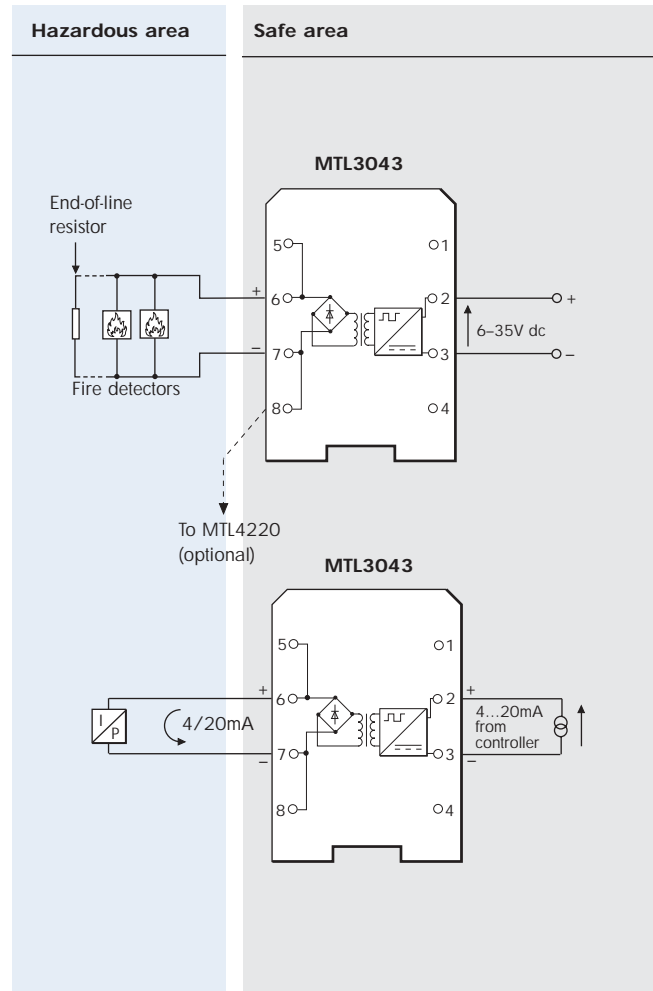 Hazardous area
Safe area
MTL3043
End-of-line
resistor
5
1
+
6
2
+
6–35V dc
–
7
3
–
Fire detectors
8
4
To MTL4220
(optional)
MTL3043
5
1
+
6
2
+
I
P
4/20mA
4...20mA
from
controller
–
7
3
–
8
4